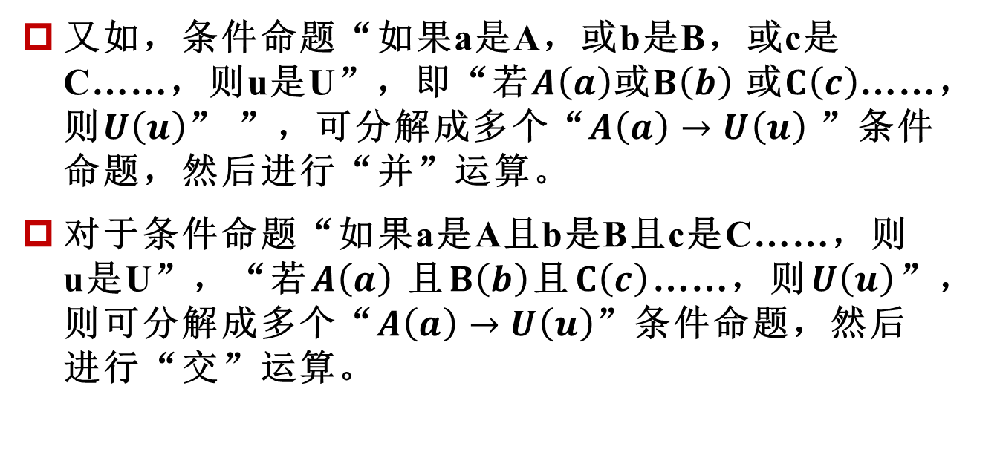 又如，条件命题“如果a是A，或b是B，或c是
C……，则u是U”，即“若A(a)或B(b) 或C(c)……，
则U(u)” ”，可分解成多个“A(a) → U(u) ”条件
命题，然后进行“并”运算。
对于条件命题“如果a是A且b是B且c是C……，则
u是U”，“若A(a) 且B(b)且C(c)……，则U(u)”，
则可分解成多个“A(a) → U(u)”条件命题，然后
进行“交”运算。